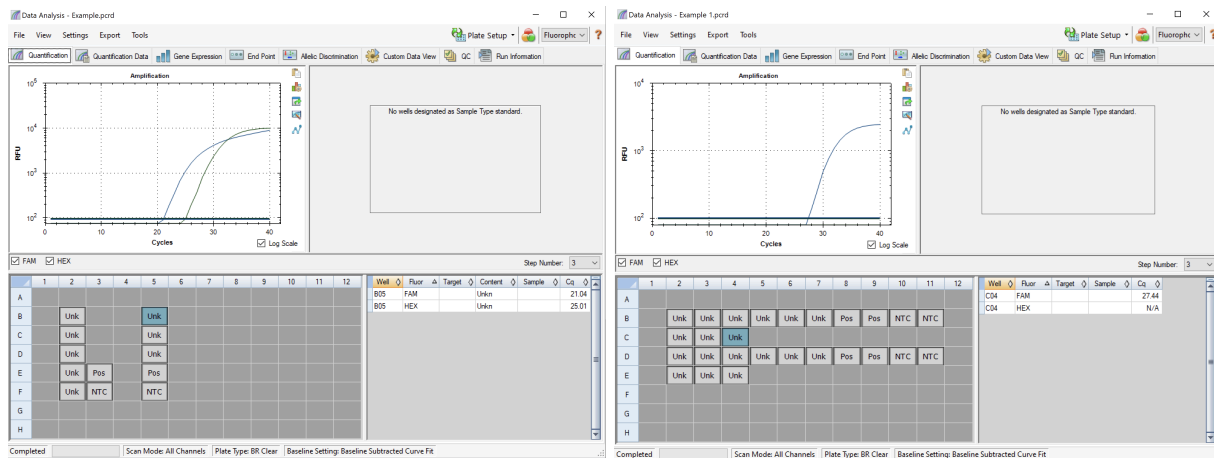 Data Analysis - Example.pcrd
File View Settings Export Tools
Plate Setup Fluorophc ?
Quantification Quantification Data Gene Expression End Point Allelic Discrimination Custom Data View QC Run Information
Amplification
10^5
10^4
10^3
10^2
RFU
0 10 20 30 40
Cycles
Log Scale
No wells designated as Sample Type standard.
FAM HEX
Step Number: 3
1 2 3 4 5 6 7 8 9 10 11 12
A
B Unk Unk
C Unk Unk
D Unk Unk
E Unk Pos Pos
F Unk NTC NTC
G
H
Well Fluor Target Content Sample Cq
B05 FAM Unkn 21.04
B05 HEX Unkn 25.01
Completed Scan Mode: All Channels Plate Type: BR Clear Baseline Setting: Baseline Subtracted Curve Fit
Data Analysis - Example 1.pcrd
File View Settings Export Tools
Plate Setup Fluorophc ?
Quantification Quantification Data Gene Expression End Point Allelic Discrimination Custom Data View QC Run Information
Amplification
10^4
10^3
10^2
RFU
0 10 20 30 40
Cycles
Log Scale
No wells designated as Sample Type standard.
FAM HEX
Step Number: 3
1 2 3 4 5 6 7 8 9 10 11 12
A
B Unk Unk Unk Unk Unk Unk Pos Pos NTC NTC
C Unk Unk Unk
D Unk Unk Unk Unk Unk Unk Pos Pos NTC NTC
E Unk Unk Unk
F
G
H
Well Fluor Target Sample Cq
C04 FAM 27.44
C04 HEX N/A
Completed Scan Mode: All Channels Plate Type: BR Clear Baseline Setting: Baseline Subtracted Curve Fit